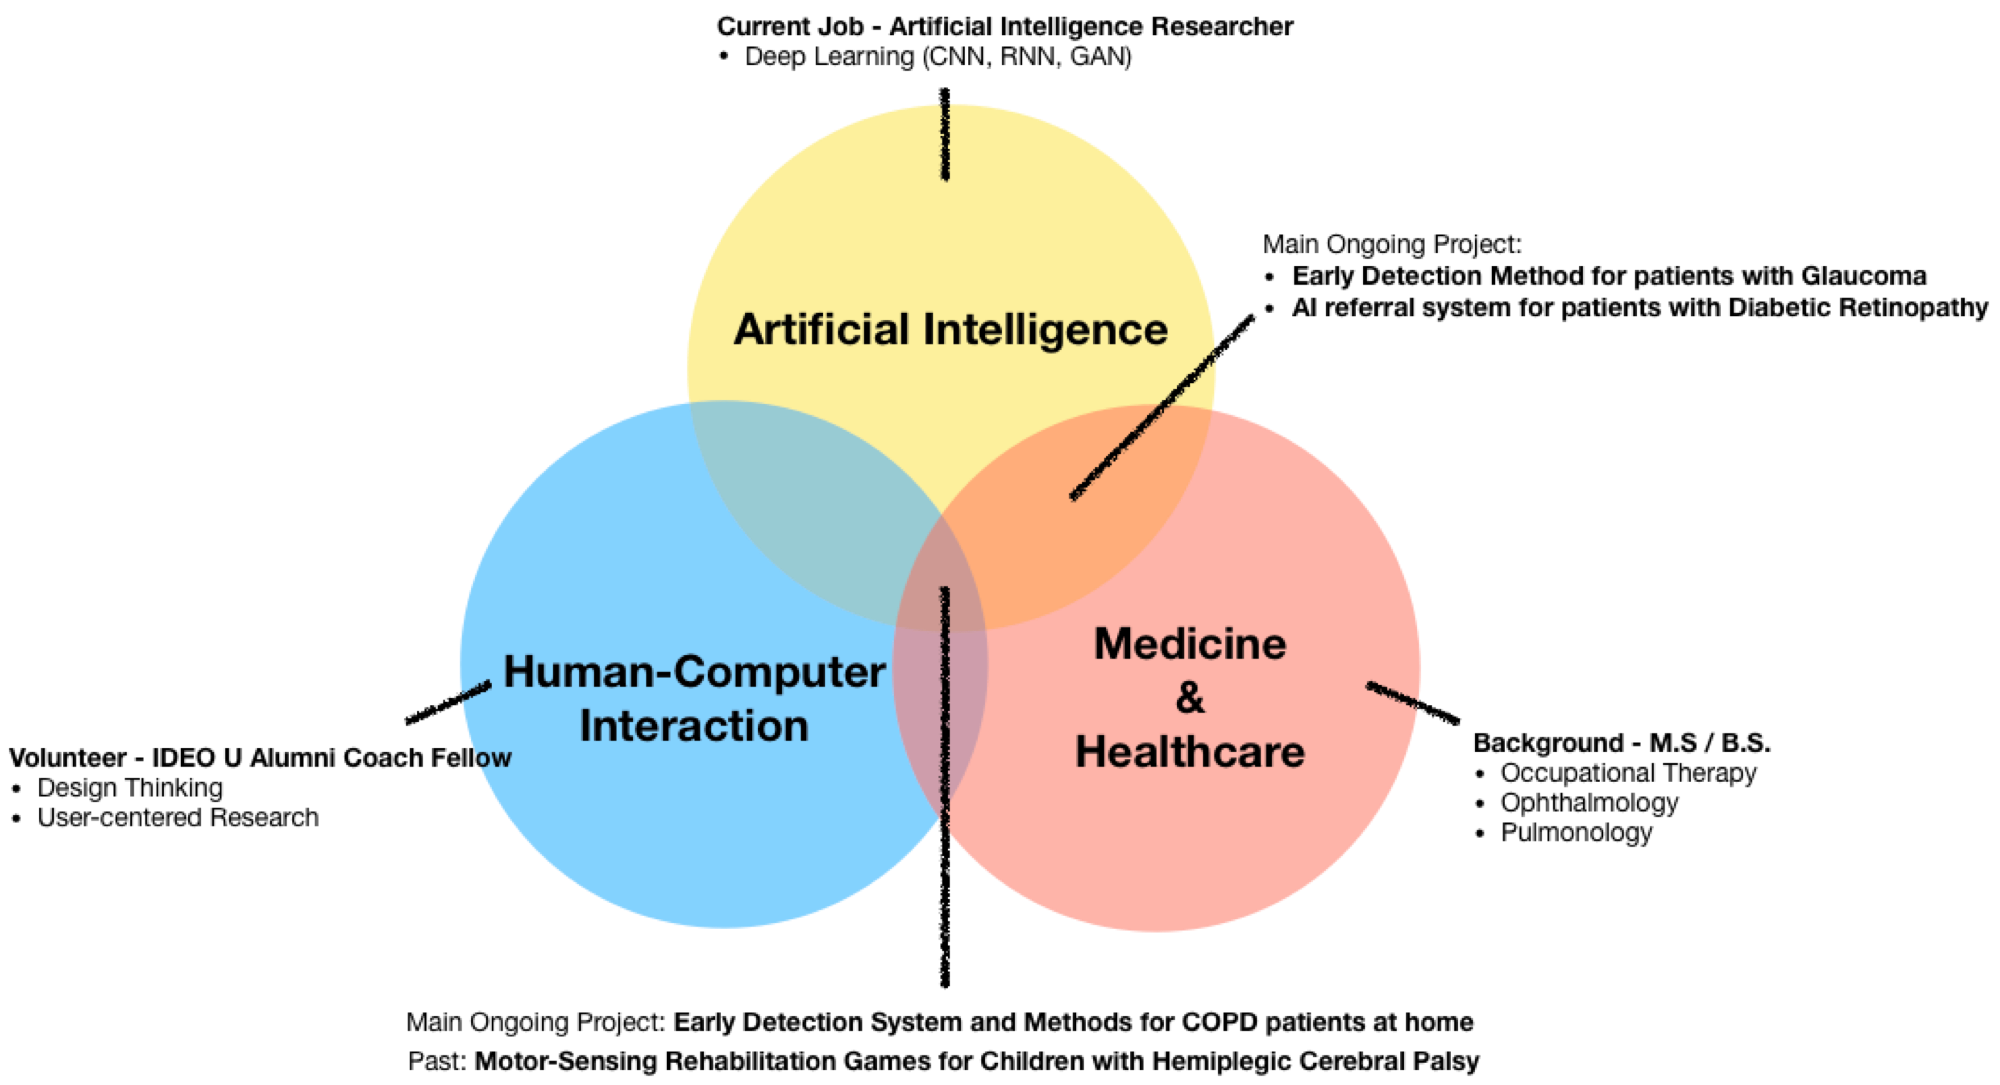 Current Job - Artificial Intelligence Researcher
• Deep Learning (CNN, RNN, GAN)
Main Ongoing Project:
• Early Detection Method for patients with Glaucoma
• AI referral system for patients with Diabetic Retinopathy
Artificial Intelligence
Human-Computer
Interaction
Medicine
&
Healthcare
Volunteer - IDEO U Alumni Coach Fellow
• Design Thinking
• User-centered Research
Background - M.S / B.S.
• Occupational Therapy
• Ophthalmology
• Pulmonology
Main Ongoing Project: Early Detection System and Methods for COPD patients at home
Past: Motor-Sensing Rehabilitation Games for Children with Hemiplegic Cerebral Palsy